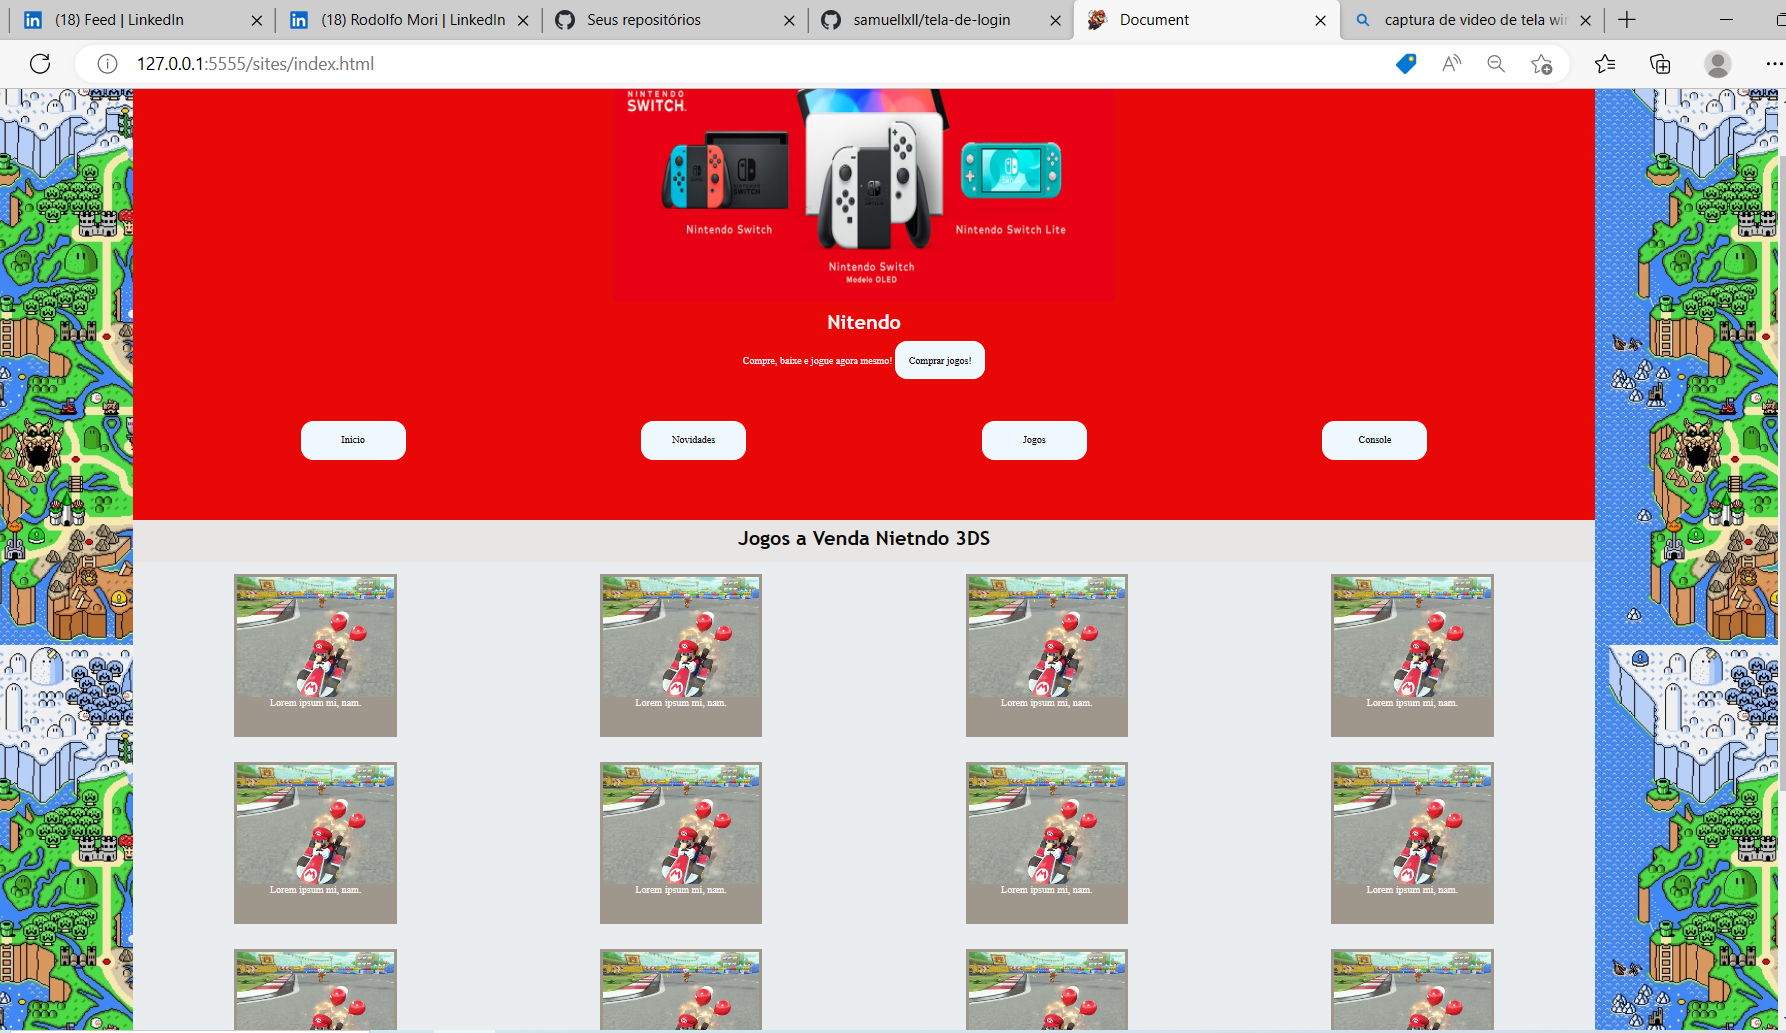 (18) Feed | LinkedIn
(18) Rodolfo Mori | LinkedIn
Seus repositórios
samuellxll/tela-de-login
Document
captura de video de tela wir
127.0.0.1:5555/sites/index.html
NINTENDO
SWITCH.
Nintendo Switch
Nintendo Switch Lite
Nintendo Switch
Modelo OLED
Nitendo
Compre, baixe e jogue agora mesmo! Comprar jogos!
Inicio
Novidades
Jogos
Console
Jogos a Venda Nietndo 3DS
Lorem ipsum mi, nam.
Lorem ipsum mi, nam.
Lorem ipsum mi, nam.
Lorem ipsum mi, nam.
Lorem ipsum mi, nam.
Lorem ipsum mi, nam.
Lorem ipsum mi, nam.
Lorem ipsum mi, nam.